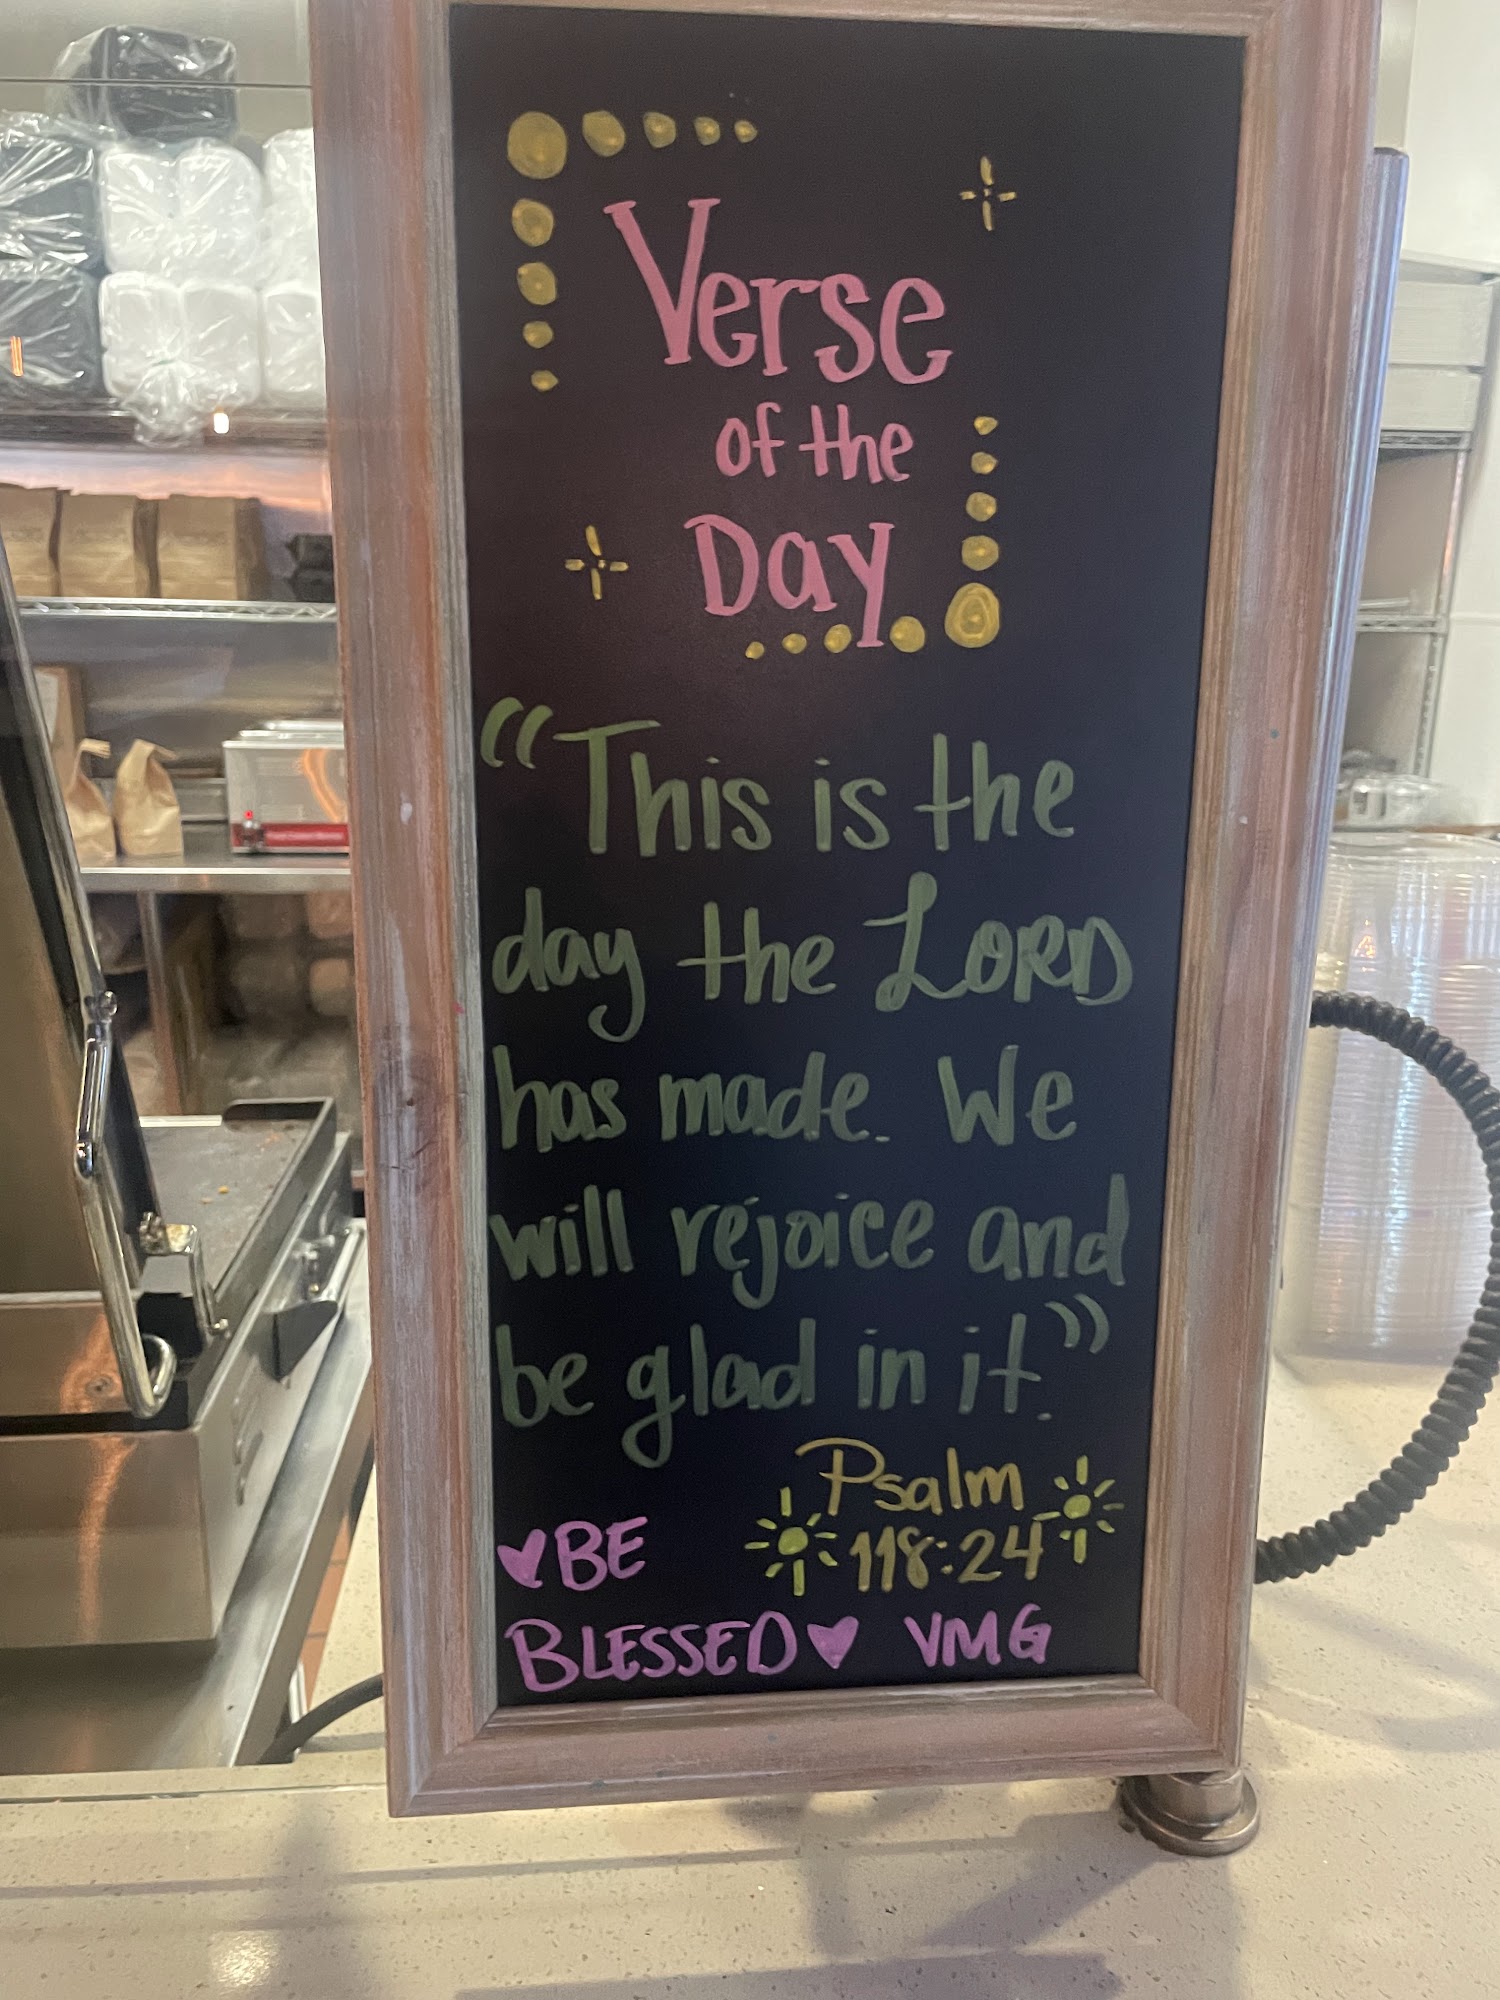 Verse
of the
Day
“This is the
day the LORD
has made. We
will rejoice and
be glad in it.”
Psalm
118:24
♥BE
BLESSED♥ VMG